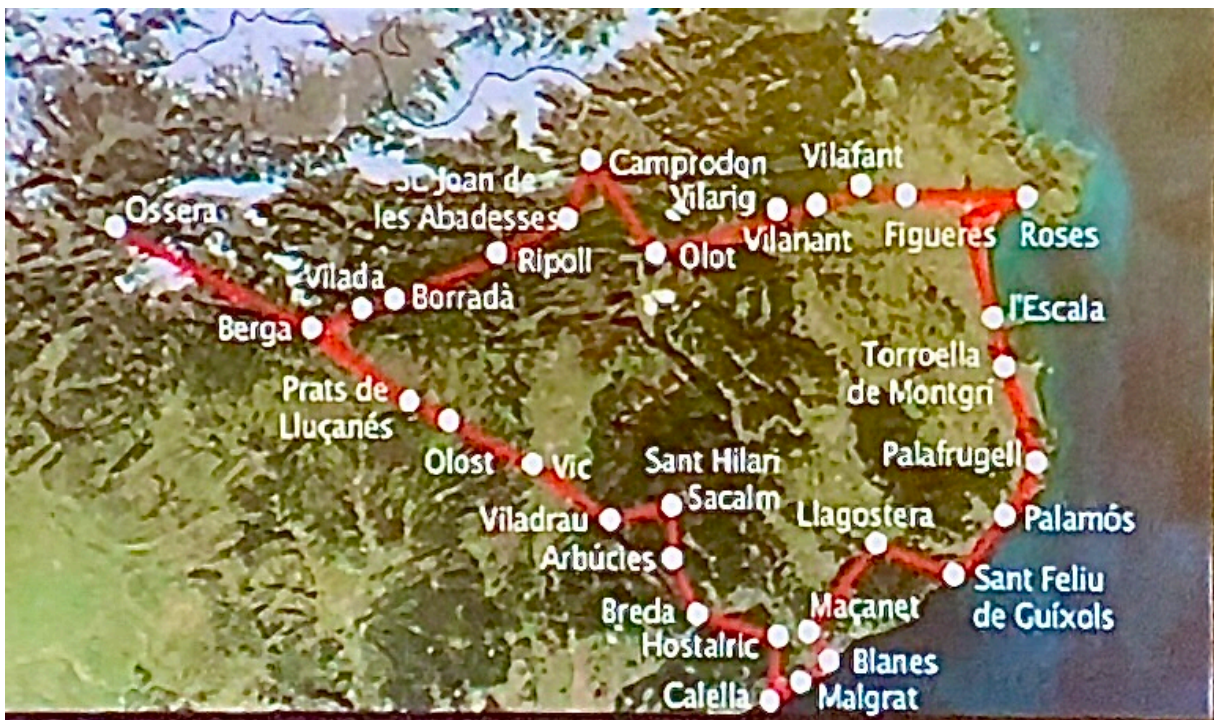 Camprodon
Vilafant
St. Joan de
les Abadesses
Vilarig
Ossera
Vilanant
Figueres
Roses
Ripoll
Olot
Vilada
Borradà
l'Escala
Berga
Torroella
de Montgrí
Prats de
Lluçanés
Olost
Vic
Sant Hilari
Sacalm
Palafrugell
Viladrau
Llagostera
Palamós
Arbúcies
Sant Feliu
de Guíxols
Breda
Maçanet
Hostalric
Blanes
Calella
Malgrat